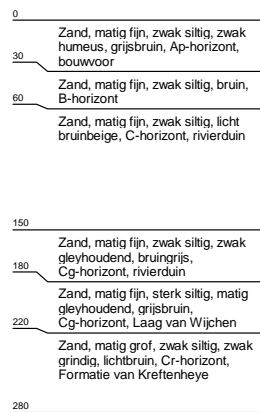 0
Zand, matig fijn, zwak siltig, zwak
humeus, grijsbruin, Ap-horizont,
bouwvoor
30
Zand, matig fijn, zwak siltig, bruin,
B-horizont
60
Zand, matig fijn, zwak siltig, licht
bruinbeige, C-horizont, rivierduin
150
Zand, matig fijn, zwak siltig, zwak
gleyhoudend, bruingrijs,
Cg-horizont, rivierduin
180
Zand, matig fijn, sterk siltig, matig
gleyhoudend, grijsbruin,
Cg-horizont, Laag van Wijchen
220
Zand, matig grof, zwak siltig, zwak
grindig, lichtbruin, Cr-horizont,
Formatie van Kreftenheye
280